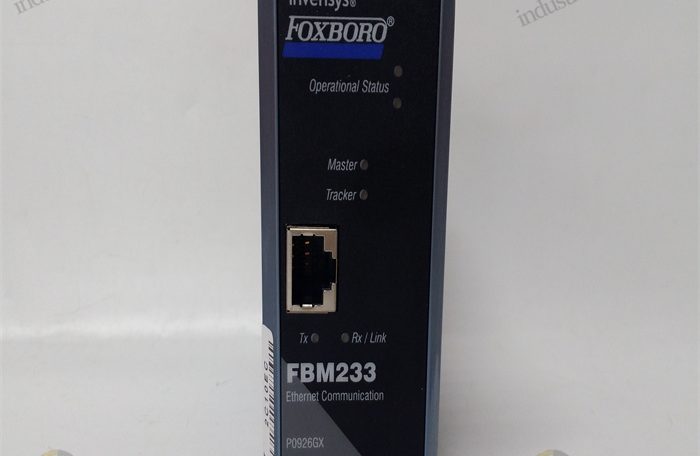 Invensys®
FOXBORO®
Operational Status
Master
Tracker
Tx Rx / Link
FBM233
Ethernet Communication
P0926GX